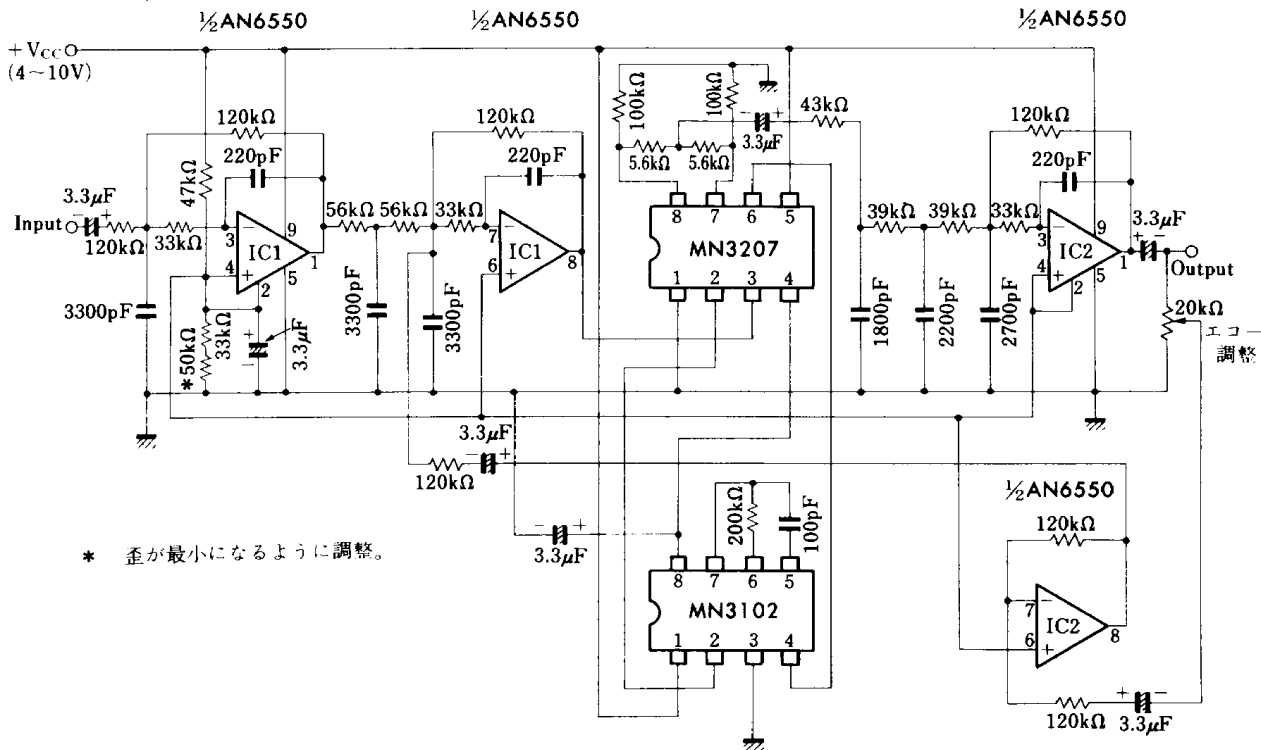 ½AN6550
½AN6550
½AN6550
+VCC
(4~10V)
120kΩ
220pF
47kΩ
3.3μF
Input
120kΩ
33kΩ
3
4
IC1
2
5
9
1
3300pF
*50kΩ
33kΩ
3.3μF
56kΩ
56kΩ
33kΩ
3300pF
3300pF
120kΩ
220pF
7
6
IC1
8
100kΩ
100kΩ
5.6kΩ
5.6kΩ
3.3μF
43kΩ
8
7
6
5
MN3207
1
2
3
4
39kΩ
39kΩ
33kΩ
1800pF
2200pF
2700pF
120kΩ
220pF
3
4
IC2
2
5
9
1
3.3μF
Output
20kΩ
エコー
調整
3.3μF
120kΩ
3.3μF
200kΩ
100pF
8
7
6
5
MN3102
1
2
3
4
½AN6550
120kΩ
7
6
IC2
8
120kΩ
3.3μF
* 歪が最小になるように調整。